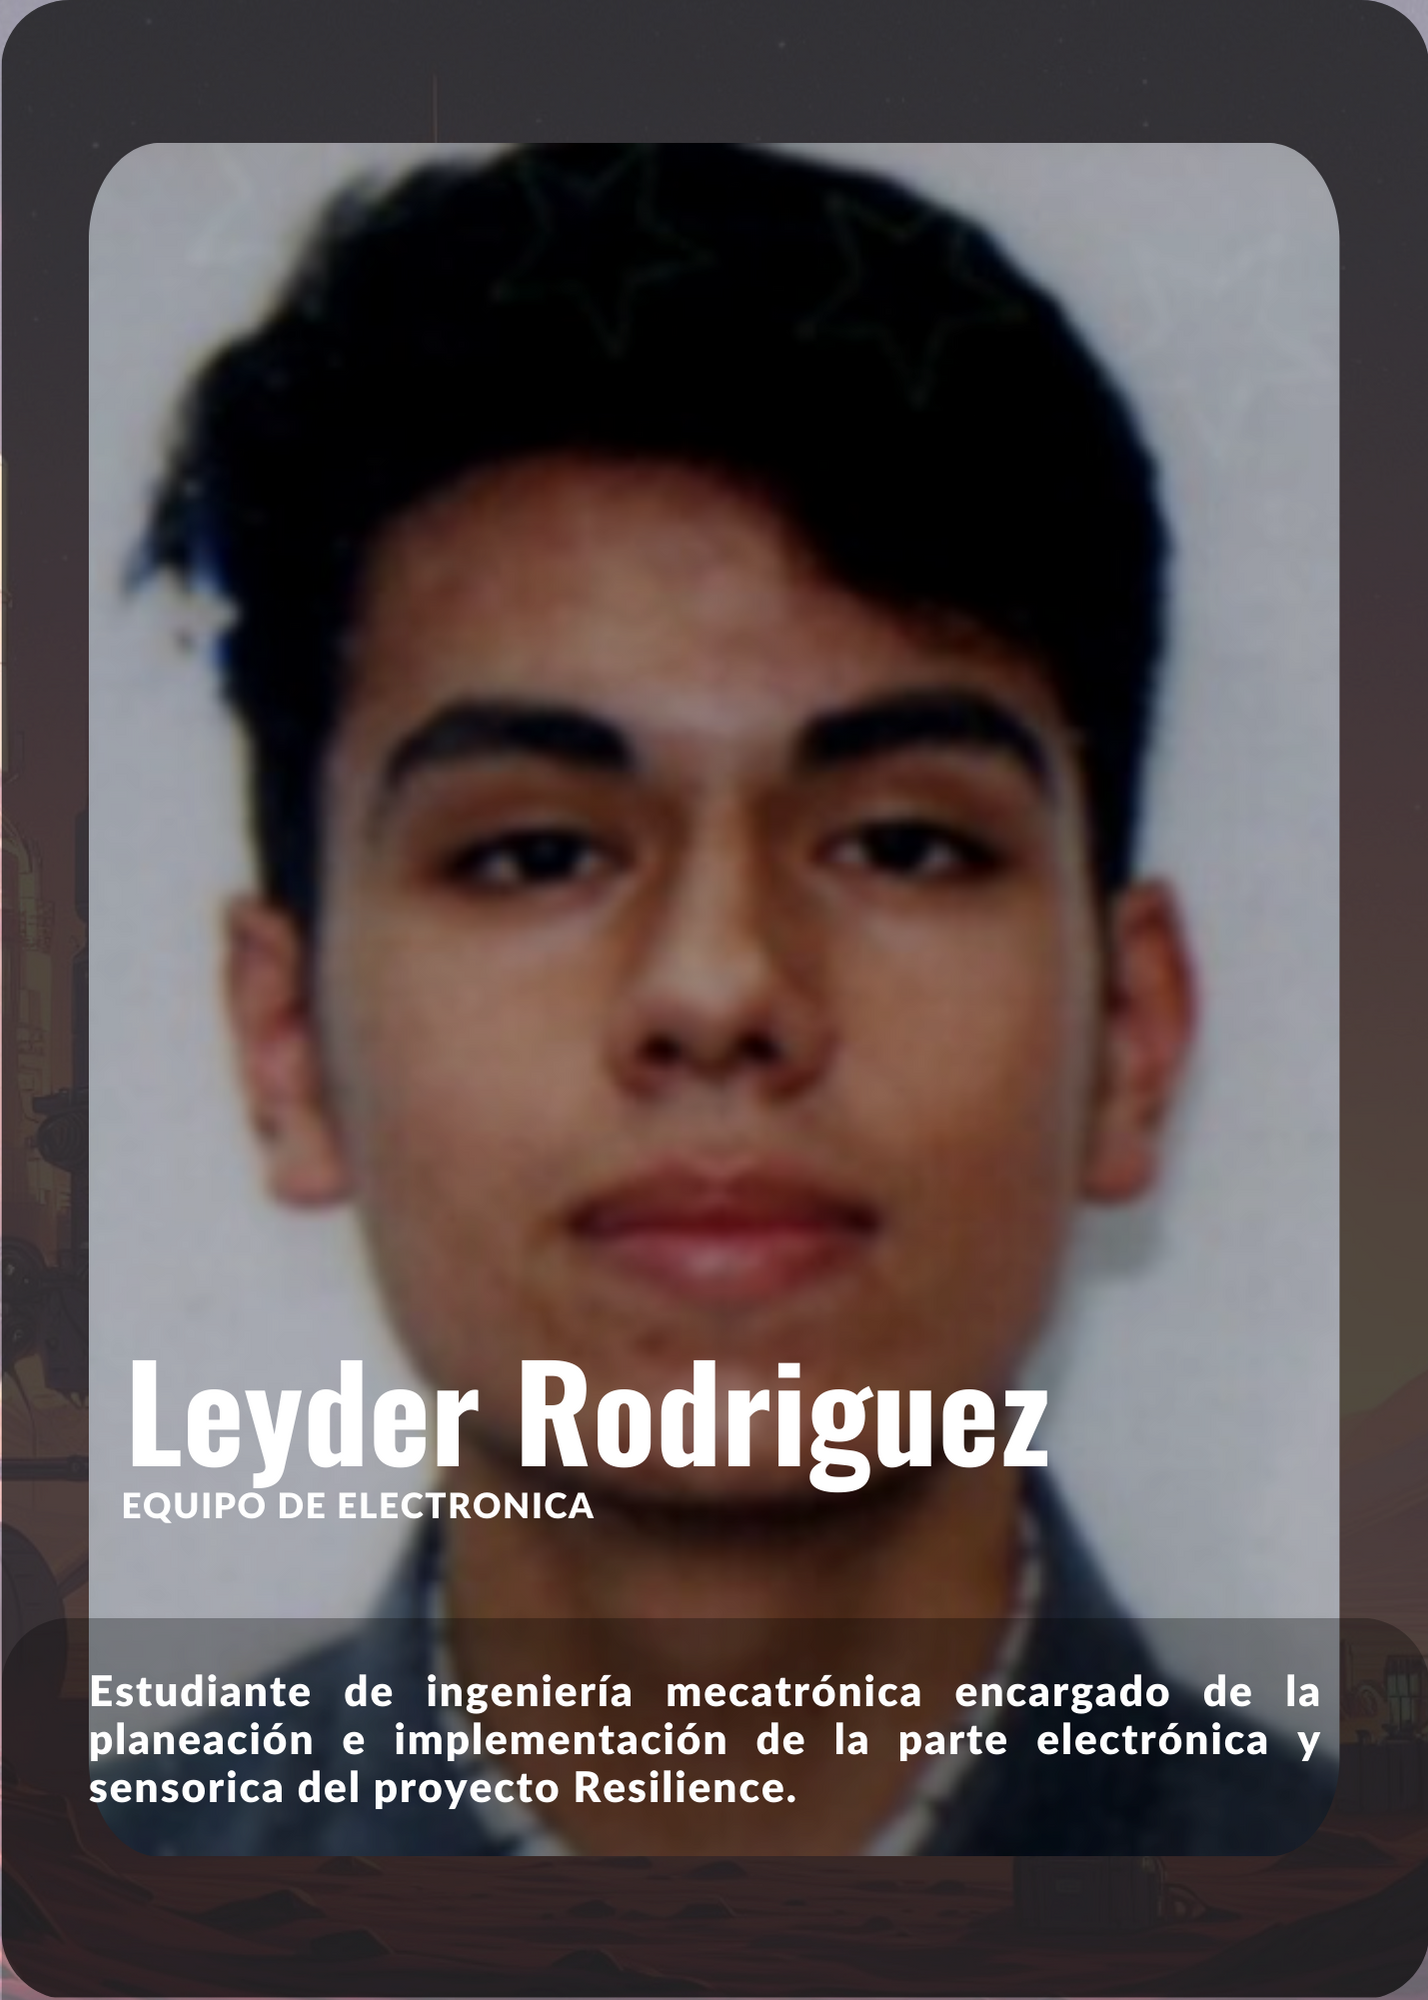 Leyder Rodriguez
EQUIPO DE ELECTRONICA
Estudiante de ingeniería mecatrónica encargado de la
planeación e implementación de la parte electrónica y
sensorica del proyecto Resilience.